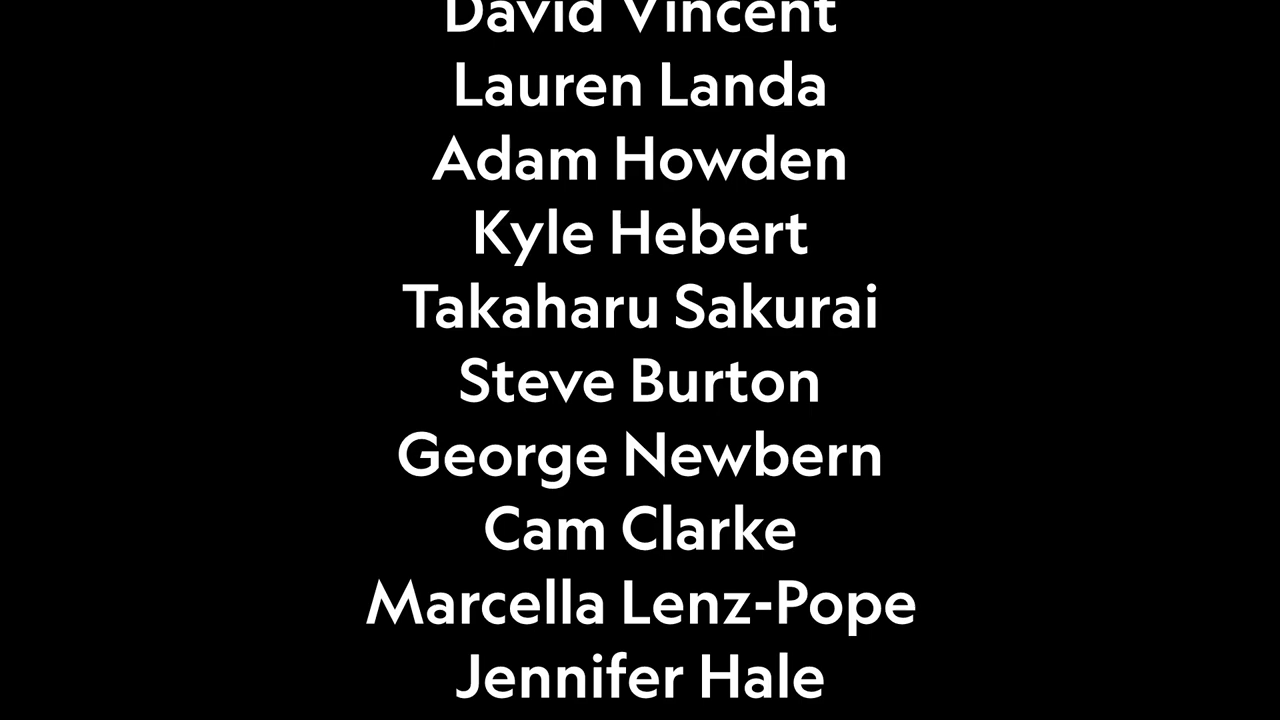 David Vincent
Lauren Landa
Adam Howden
Kyle Hebert
Takaharu Sakurai
Steve Burton
George Newbern
Cam Clarke
Marcella Lenz-Pope
Jennifer Hale